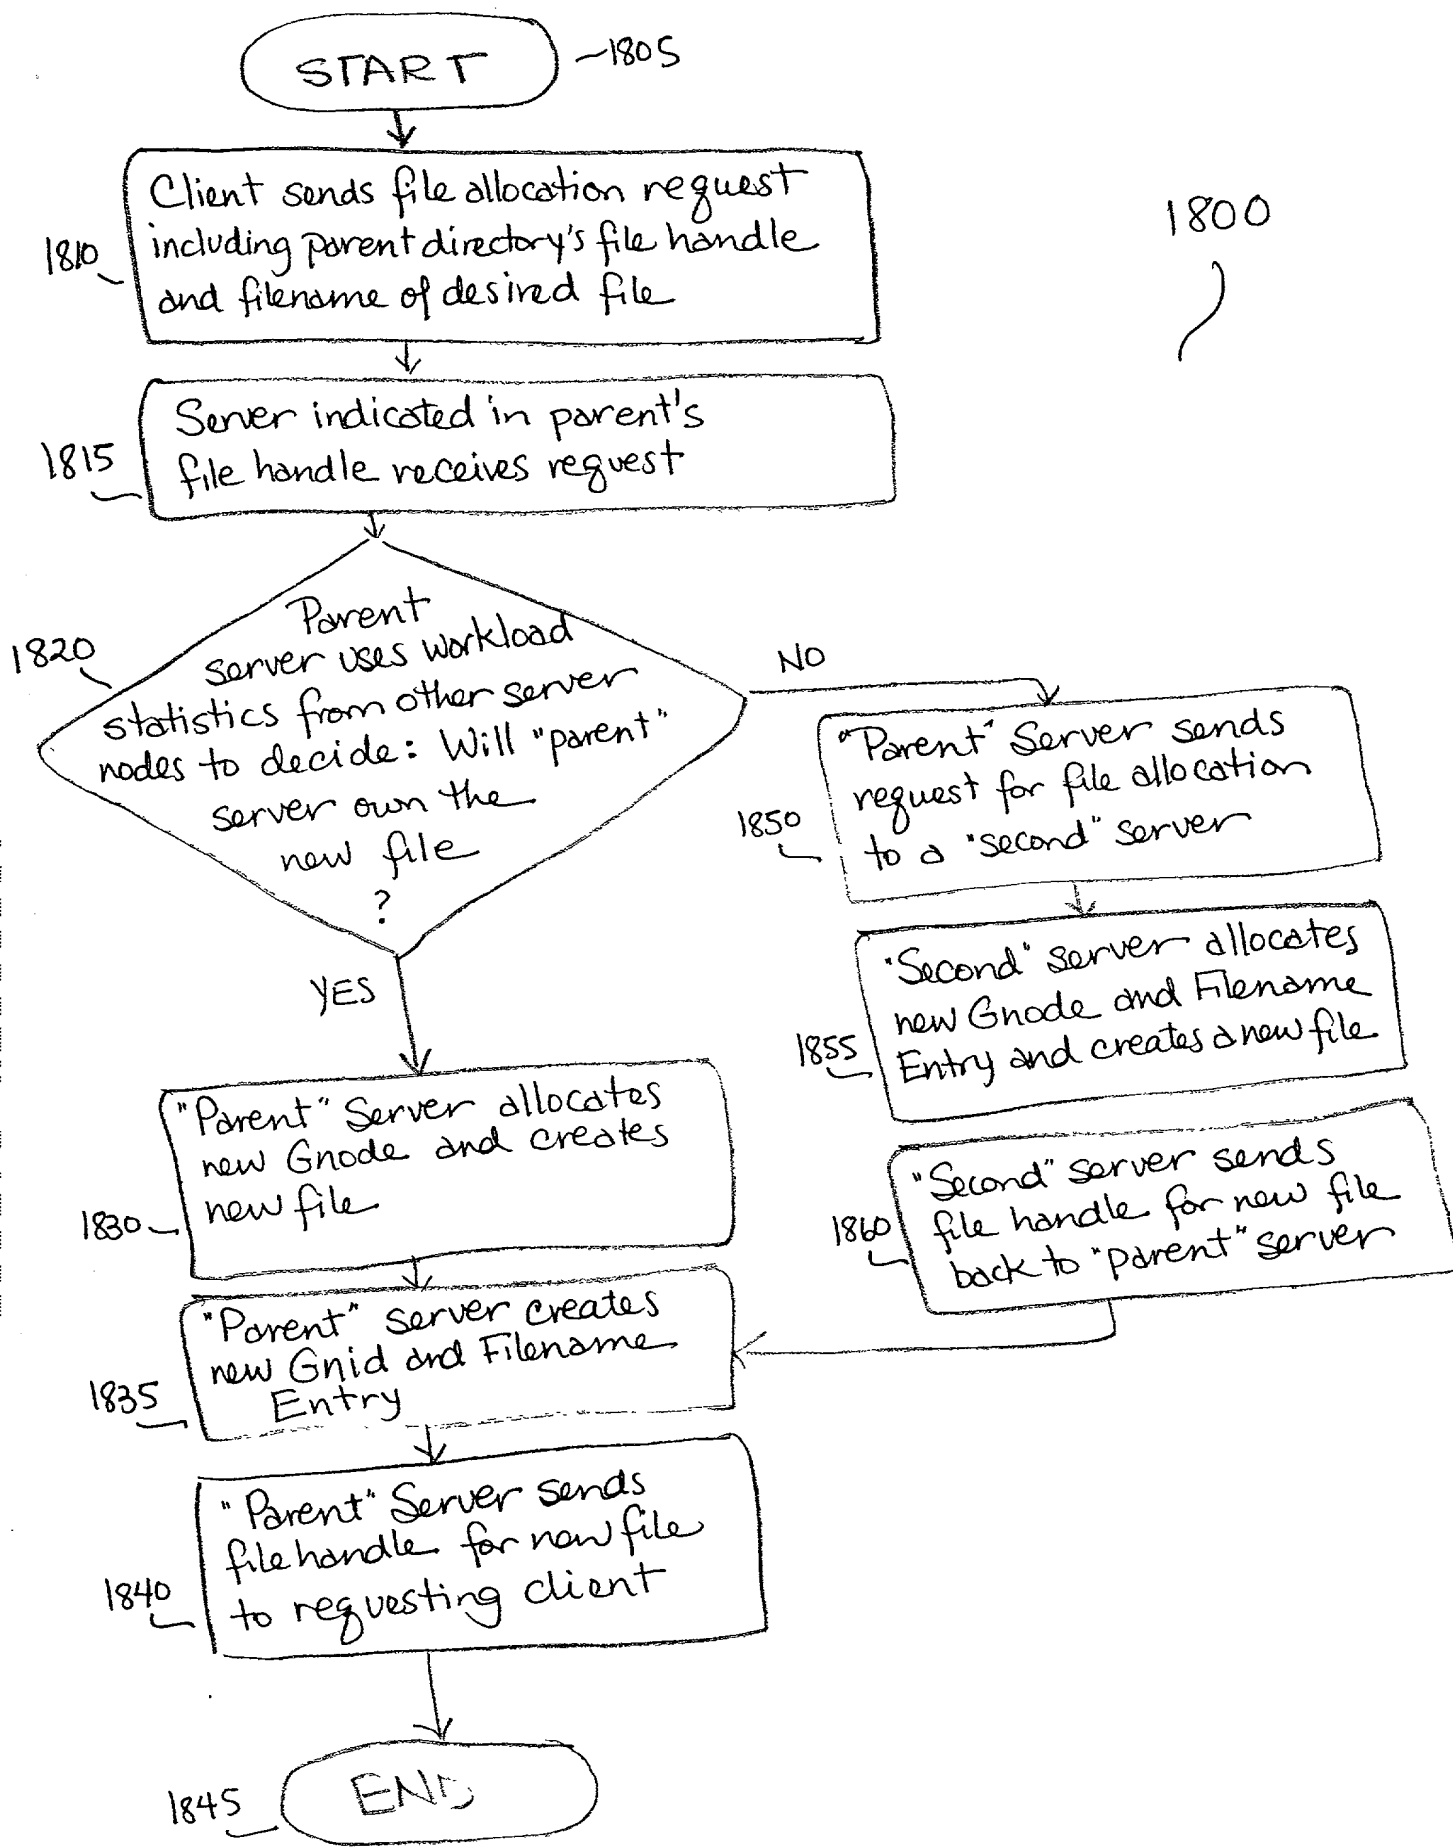 START
1805
Client sends file allocation request
including parent directory's file handle
and filename of desired file
1810
1800
Server indicated in parent's
file handle receives request
1815
Parent
server uses workload
statistics from other server
nodes to decide: Will "parent"
server own the
new file
?
1820
NO
YES
"Parent" Server sends
request for file allocation
to a "second" server
1850
"Second" server allocates
new Gnode and Filename
Entry and creates a new file
1855
"Second" server sends
file handle for new file
back to "parent" server
1860
"Parent" Server allocates
new Gnode and creates
new file
1830
"Parent" server creates
new Gnid and Filename
Entry
1835
"Parent" Server sends
file handle for new file
to requesting client
1840
END
1845